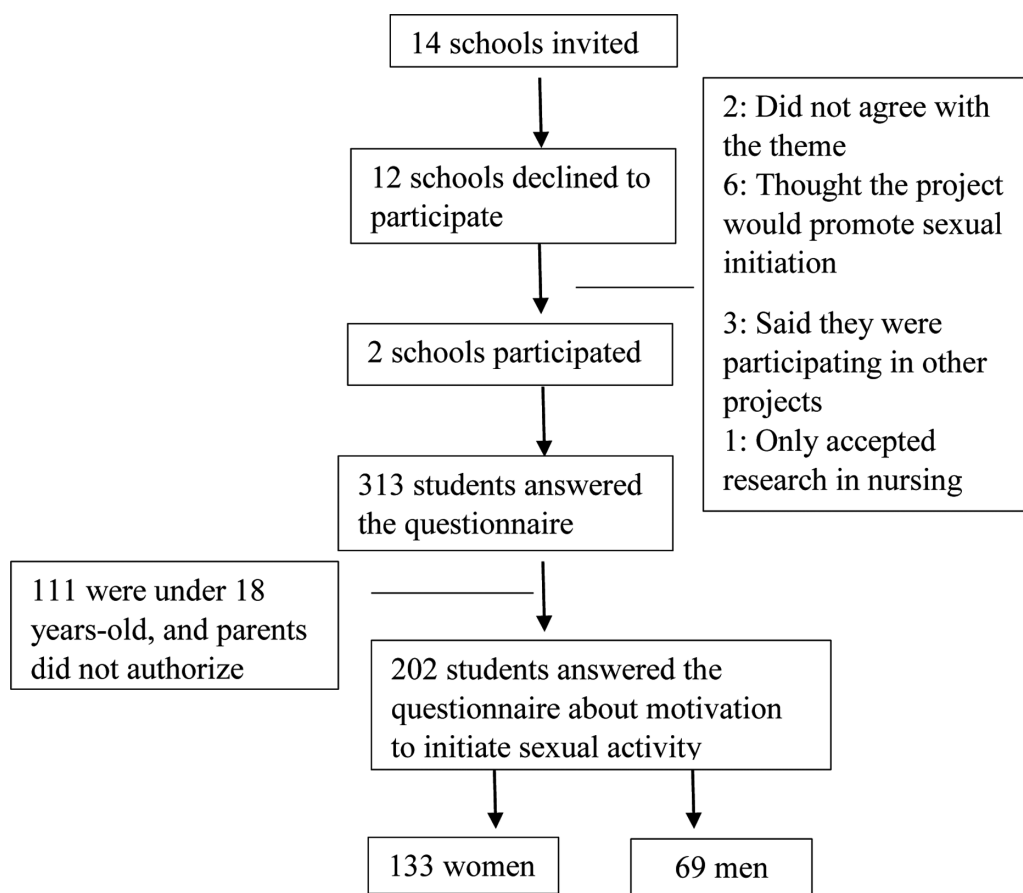 14 schools invited
12 schools declined to
participate
2: Did not agree with
the theme
6: Thought the project
would promote sexual
initiation
3: Said they were
participating in other
projects
1: Only accepted
research in nursing
2 schools participated
313 students answered
the questionnaire
111 were under 18
years-old, and parents
did not authorize
202 students answered the
questionnaire about motivation
to initiate sexual activity
133 women
69 men